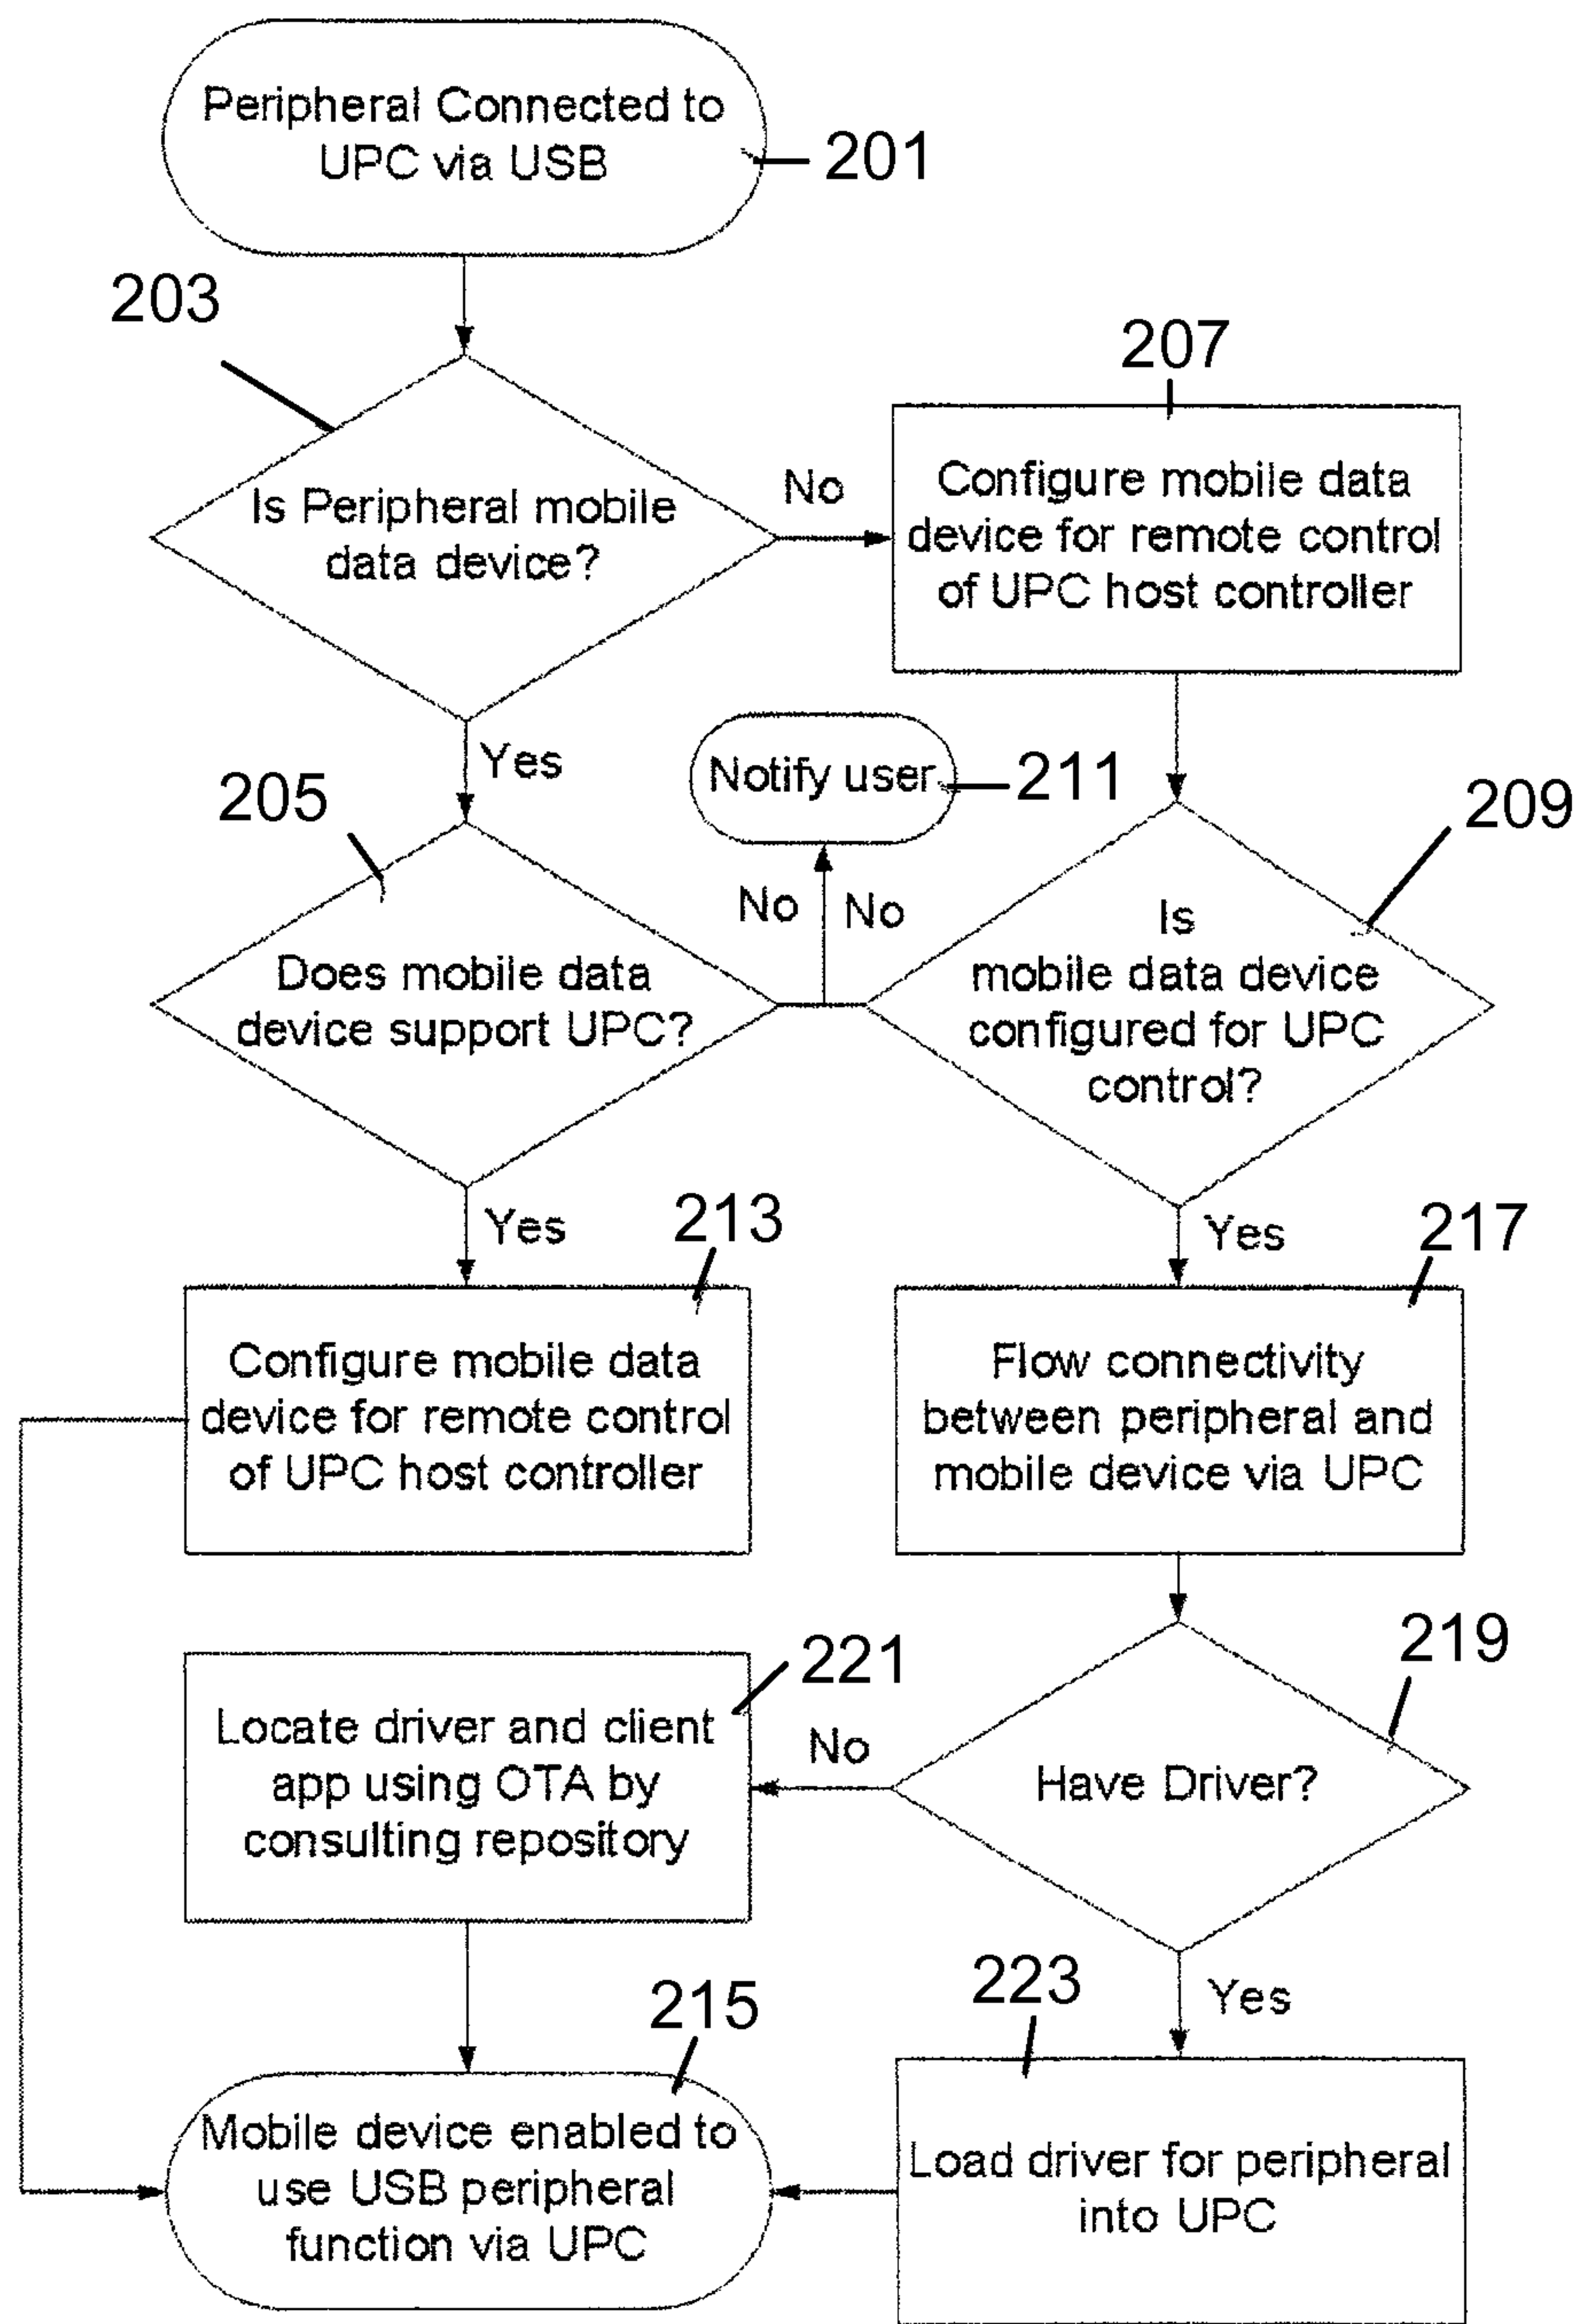 Peripheral Connected to
UPC via USB
201
203
Is Peripheral mobile
data device?
No
207
Configure mobile data
device for remote control
of UPC host controller
Yes
Notify user
211
205
Does mobile data
device support UPC?
No
No
209
Is
mobile data device
configured for UPC
control?
Yes
213
Configure mobile data
device for remote control
of UPC host controller
Yes
217
Flow connectivity
between peripheral and
mobile device via UPC
219
Have Driver?
No
221
Locate driver and client
app using OTA by
consulting repository
Yes
223
Load driver for peripheral
into UPC
215
Mobile device enabled to
use USB peripheral
function via UPC